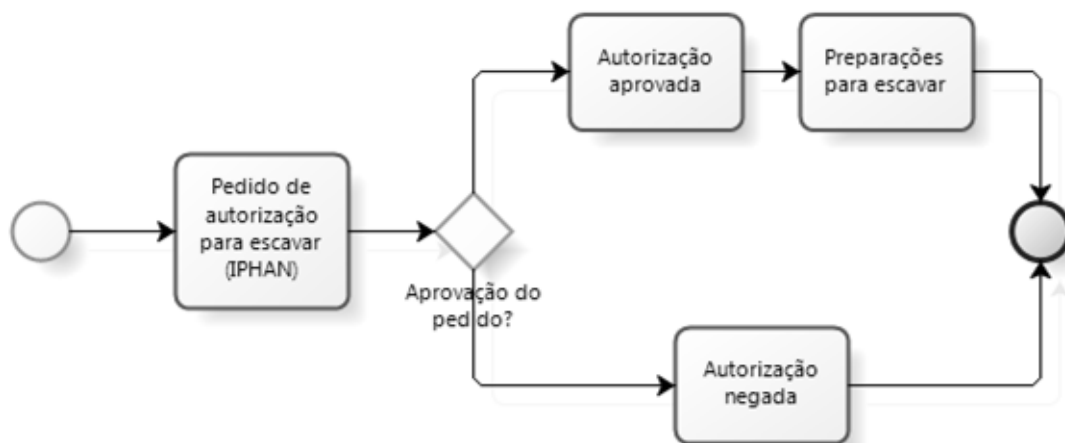 Pedido de
autorização
para escavar
(IPHAN)
Aprovação do
pedido?
Autorização
aprovada
Preparações
para escavar
Autorização
negada